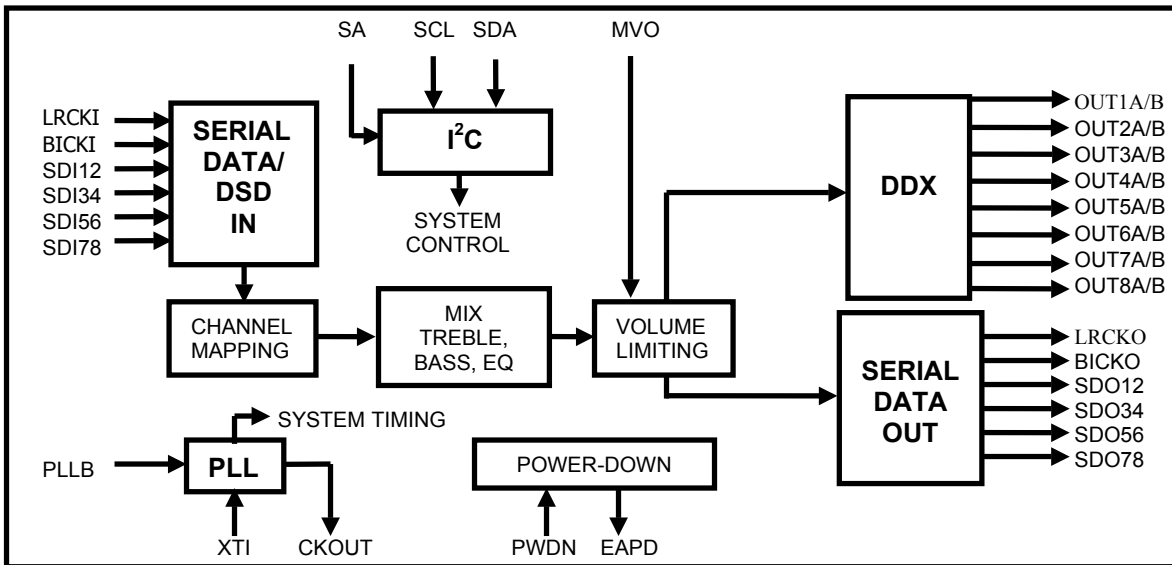 SA
SCL
SDA
MVO
LRCKI
BICKI
SDI12
SDI34
SDI56
SDI78
SERIAL
DATA/
DSD
IN
I²C
SYSTEM
CONTROL
CHANNEL
MAPPING
MIX
TREBLE,
BASS, EQ
VOLUME
LIMITING
DDX
OUT1A/B
OUT2A/B
OUT3A/B
OUT4A/B
OUT5A/B
OUT6A/B
OUT7A/B
OUT8A/B
SERIAL
DATA
OUT
LRCKO
BICKO
SDO12
SDO34
SDO56
SDO78
SYSTEM TIMING
PLLB
PLL
XTI
CKOUT
POWER-DOWN
PWDN
EAPD